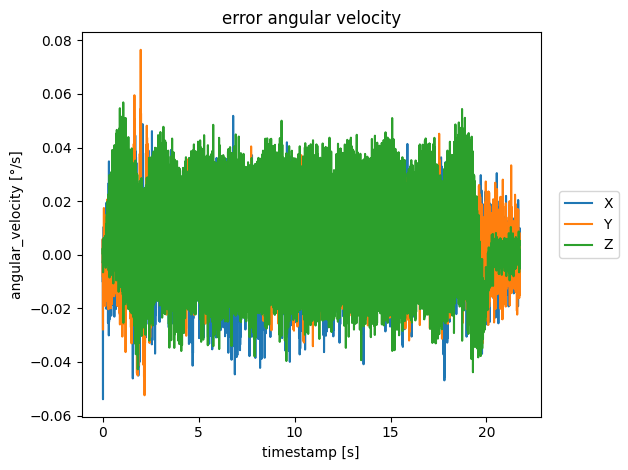 error angular velocity
0.08
0.06
0.04
0.02
0.00
−0.02
−0.04
−0.06
angular_velocity [°/s]
0
5
10
15
20
timestamp [s]
X
Y
Z